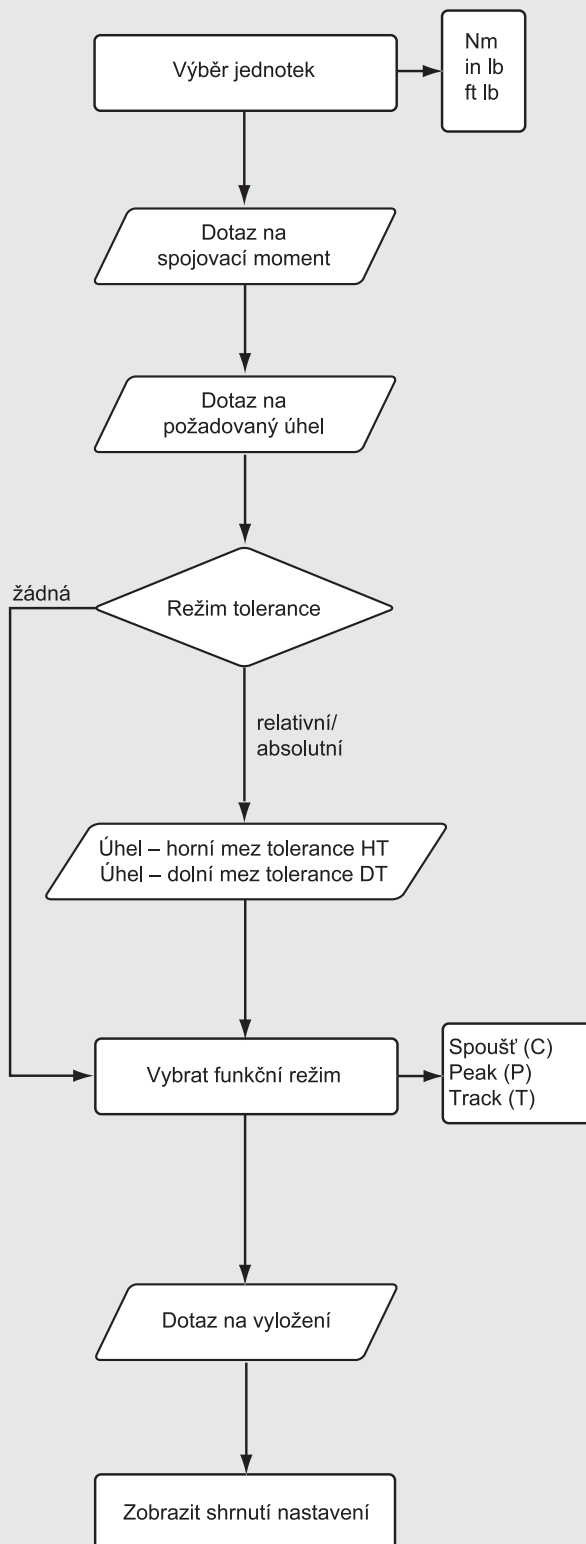 Výběr jednotek
Nm
in lb
ft lb
Dotaz na
spojovací moment
Dotaz na
požadovaný úhel
žádná
Režim tolerance
relativní/
absolutní
Úhel – horní mez tolerance HT
Úhel – dolní mez tolerance DT
Vybrat funkční režim
Spoušť (C)
Peak (P)
Track (T)
Dotaz na vyložení
Zobrazit shrnutí nastavení